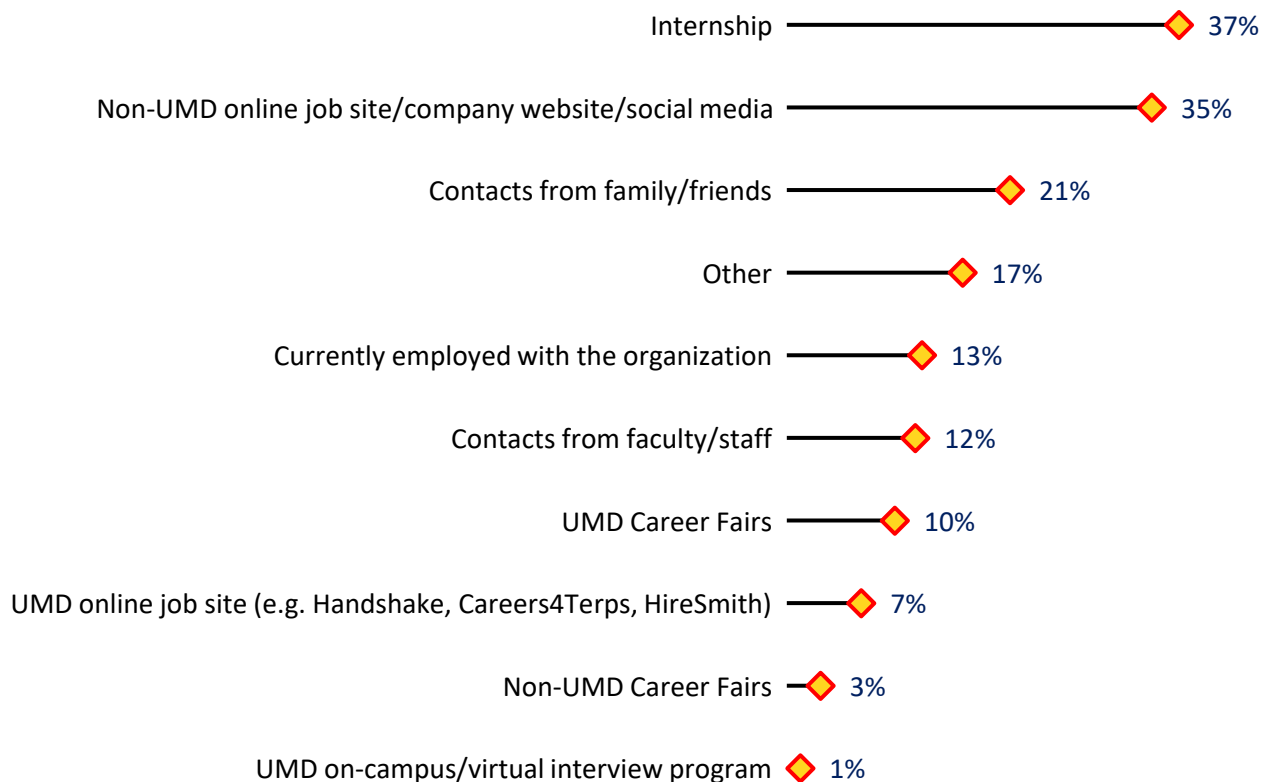 Internship 37%
Non-UMD online job site/company website/social media 35%
Contacts from family/friends 21%
Other 17%
Currently employed with the organization 13%
Contacts from faculty/staff 12%
UMD Career Fairs 10%
UMD online job site (e.g. Handshake, Careers4Terps, HireSmith) 7%
Non-UMD Career Fairs 3%
UMD on-campus/virtual interview program 1%